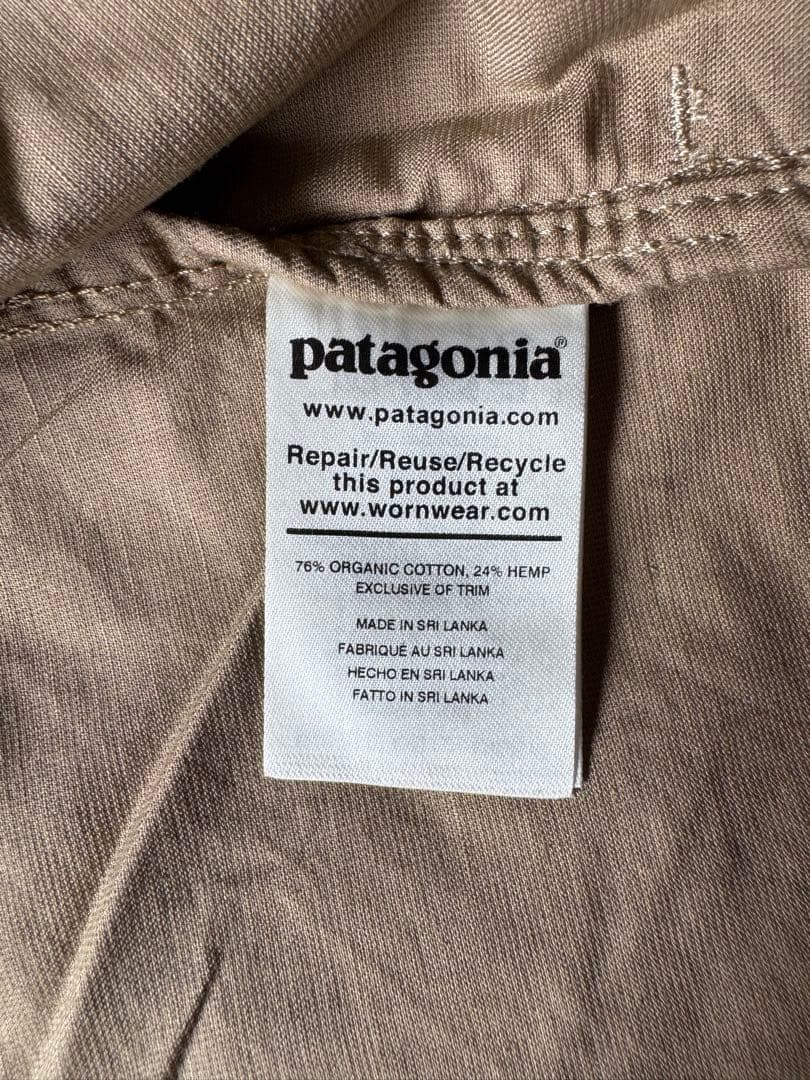 patagonia®
www.patagonia.com
Repair/Reuse/Recycle
this product at
www.wornwear.com
76% ORGANIC COTTON, 24% HEMP
EXCLUSIVE OF TRIM
MADE IN SRI LANKA
FABRIQUÉ AU SRI LANKA
HECHO EN SRI LANKA
FATTO IN SRI LANKA